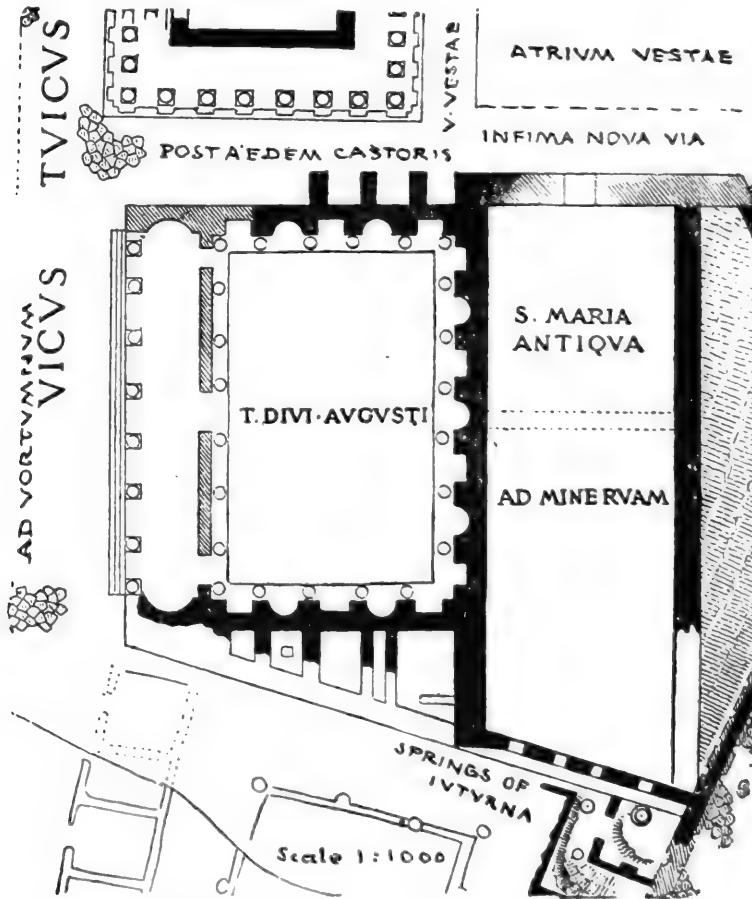 ATRIVM VESTAE
V. VESTAE
TVICVS
INFIMA NOVA VIA
POST AEDEM CASTORIS
VICVS
AD VORTVMNVM
S. MARIA
ANTIQVA
T. DIVI·AVGVSTI
AD MINERVAM
SPRINGS OF
IVTVRNA
Scale 1:1000